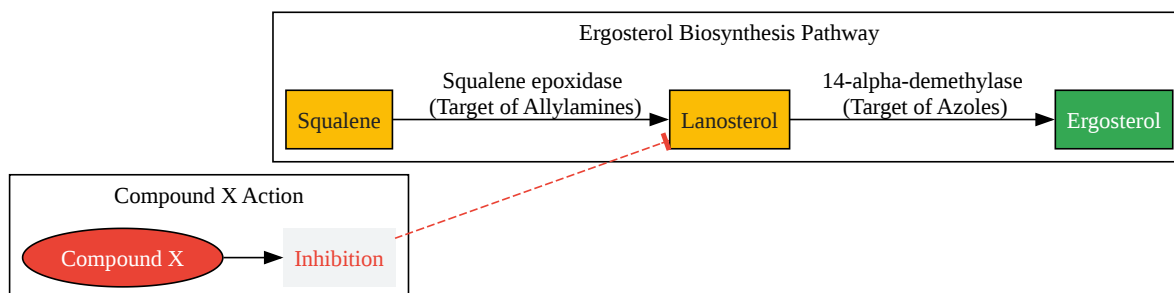 Ergosterol Biosynthesis Pathway
Squalene epoxidase
(Target of Allylamines)
14-alpha-demethylase
(Target of Azoles)
Squalene
Lanosterol
Ergosterol
Compound X Action
Compound X
Inhibition